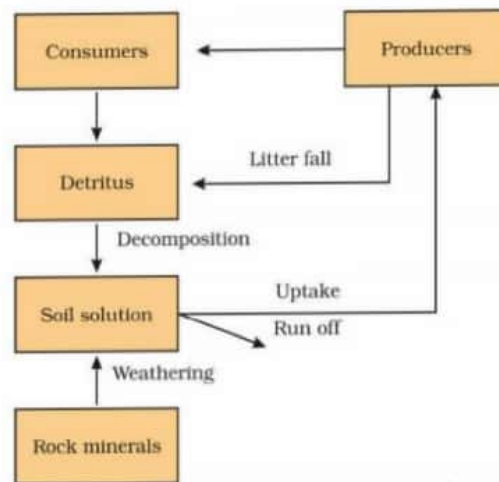 Consumers
Producers
Litter fall
Detritus
Decomposition
Uptake
Soil solution
Run off
Weathering
Rock minerals